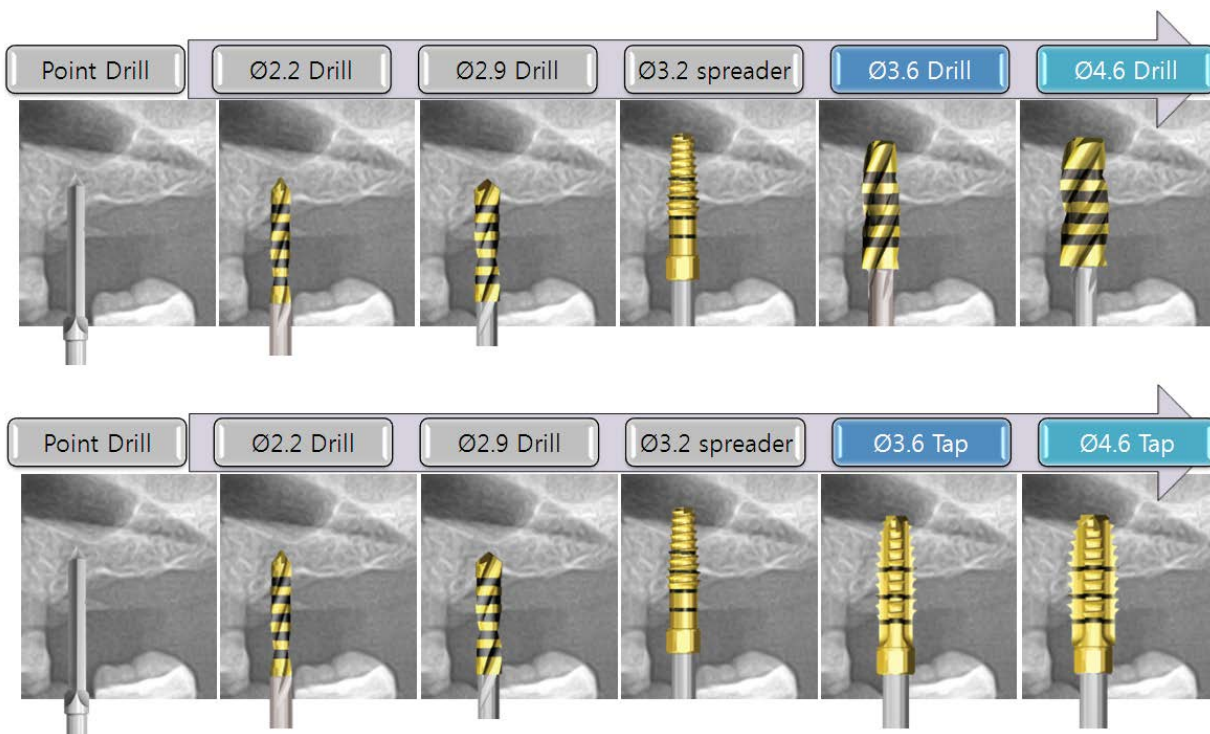 Point Drill
Ø2.2 Drill
Ø2.9 Drill
Ø3.2 spreader
Ø3.6 Drill
Ø4.6 Drill
Point Drill
Ø2.2 Drill
Ø2.9 Drill
Ø3.2 spreader
Ø3.6 Tap
Ø4.6 Tap